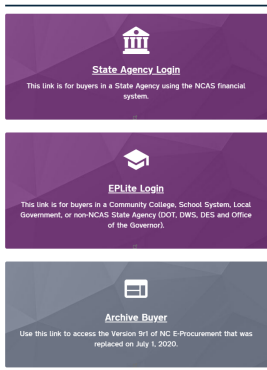 State Agency Login
This link is for buyers in a State Agency using the NCAS financial
system.
EPLite Login
This link is for buyers in a Community College, School System, Local
Government, or non-NCAS State Agency (DOT, DWS, DES and Office
of the Governor).
Archive Buyer
Use this link to access the Version 9r1 of NC E-Procurement that was
replaced on July 1, 2020.